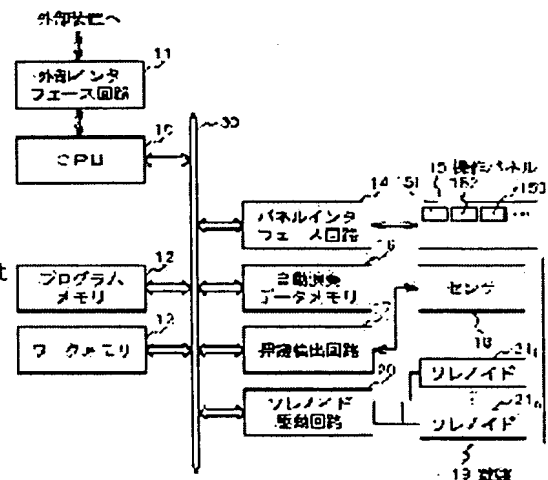 外部装置へ
11
外部インタ
フェース回路
10
30
CPU
14
151
15 操作パネル
152
153
パネルインタ
フェース回路
...
12
プログラム
メモリ
16
自動演奏
データメモリ
センサ
18
13
ワークメモリ
17
押鍵検出回路
20
ソレノイド
駆動回路
21₁
ソレノイド
21ₙ
ソレノイド
19 鍵盤
t